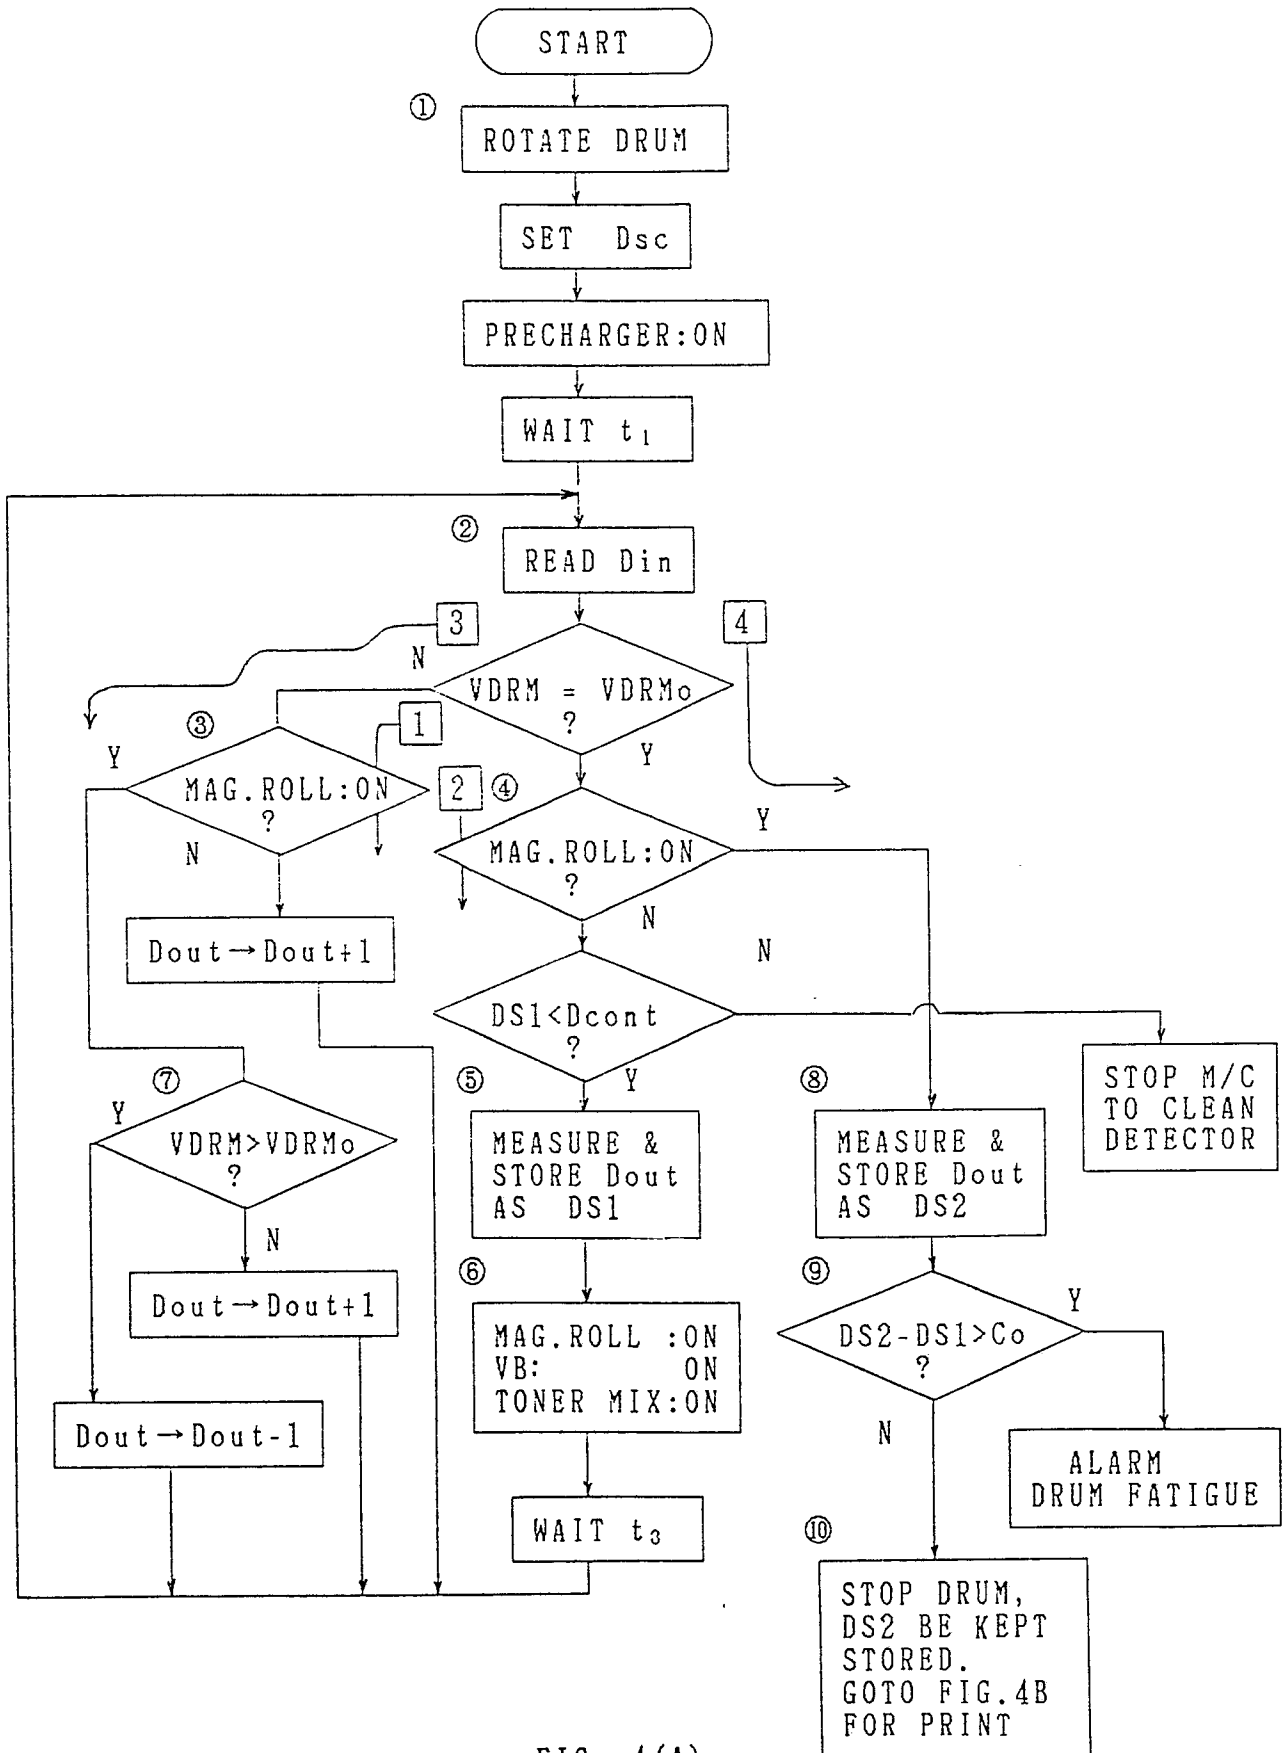 START
①
ROTATE DRUM
SET Dsc
PRECHARGER:ON
WAIT t₁
②
READ Din
3
4
N
VDRM = VDRMo
?
Y
③
1
Y
MAG.ROLL:ON
?
N
2
④
Y
MAG.ROLL:ON
?
N
Dout→Dout+1
N
DS1<Dcont
?
Y
STOP M/C
TO CLEAN
DETECTOR
⑤
MEASURE &
STORE Dout
AS DS1
⑧
MEASURE &
STORE Dout
AS DS2
⑦
Y
VDRM>VDRMo
?
N
Dout→Dout+1
Dout→Dout-1
⑥
MAG.ROLL :ON
VB: ON
TONER MIX:ON
WAIT t₃
⑨
Y
DS2-DS1>Co
?
N
ALARM
DRUM FATIGUE
⑩
STOP DRUM,
DS2 BE KEPT
STORED.
GOTO FIG.4B
FOR PRINT
FIG. 4(A)